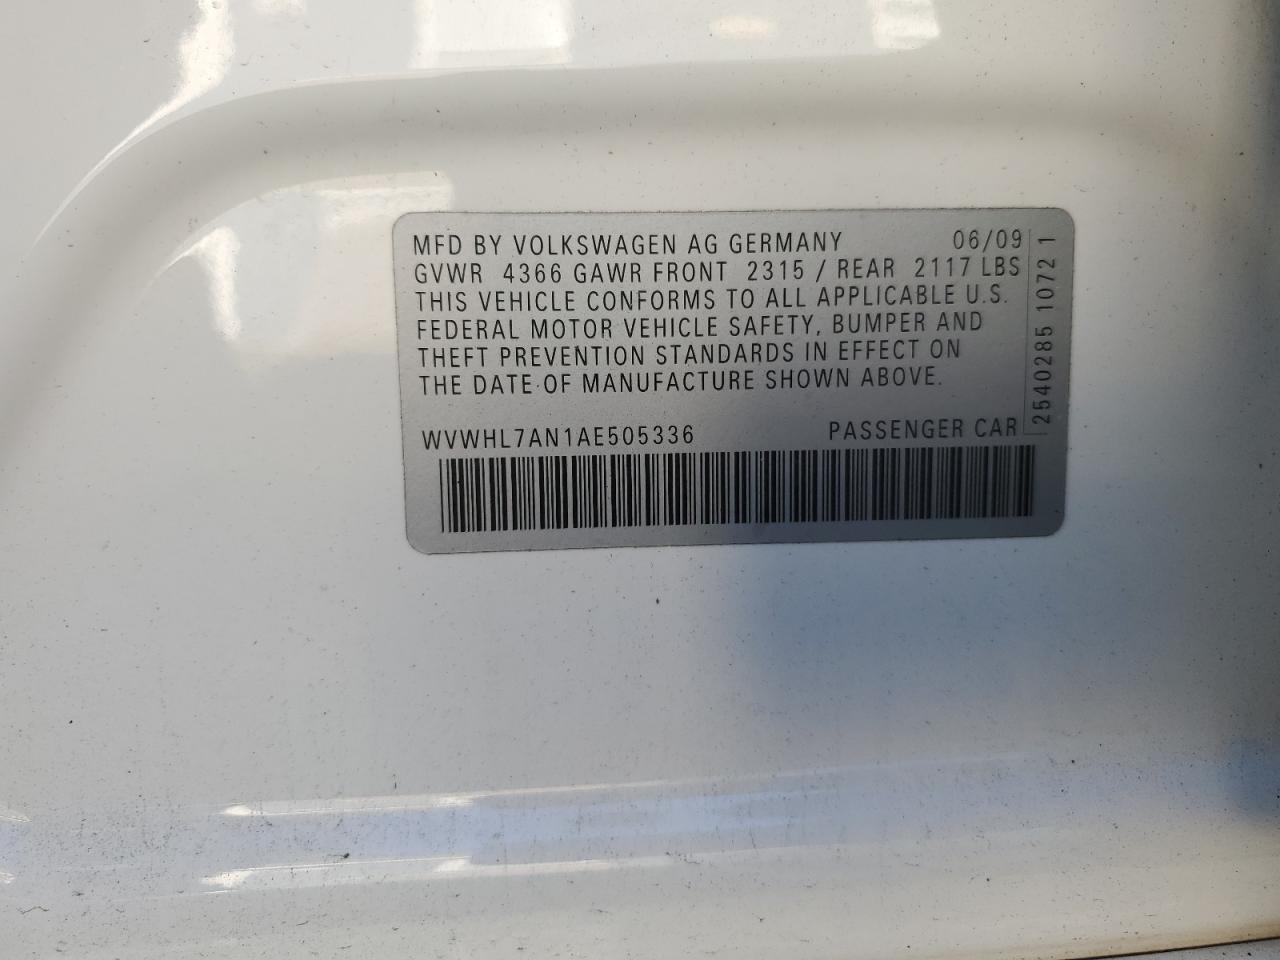 MFD BY VOLKSWAGEN AG GERMANY 06/09
GVWR 4366 GAWR FRONT 2315 / REAR 2117 LBS
THIS VEHICLE CONFORMS TO ALL APPLICABLE U.S.
FEDERAL MOTOR VEHICLE SAFETY, BUMPER AND
THEFT PREVENTION STANDARDS IN EFFECT ON
THE DATE OF MANUFACTURE SHOWN ABOVE.
WVWHL7AN1AE505336 PASSENGER CAR
2540285 10721